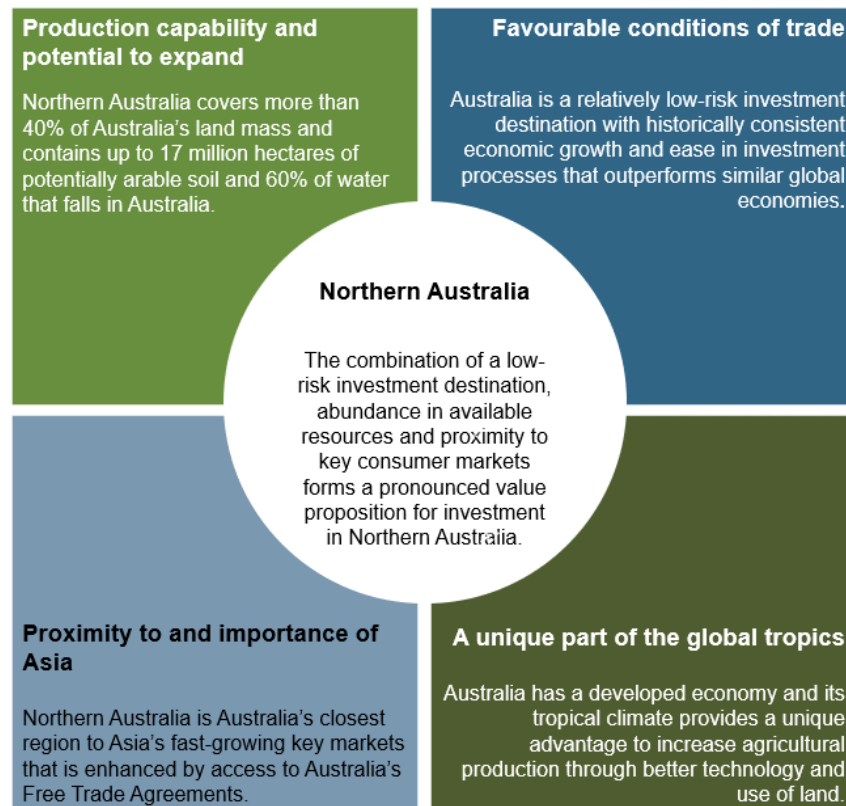 Production capability and
potential to expand
Northern Australia covers more than
40% of Australia's land mass and
contains up to 17 million hectares of
potentially arable soil and 60% of water
that falls in Australia.
Favourable conditions of trade
Australia is a relatively low-risk investment
destination with historically consistent
economic growth and ease in investment
processes that outperforms similar global
economies.
Northern Australia
The combination of a low-
risk investment destination,
abundance in available
resources and proximity to
key consumer markets
forms a pronounced value
proposition for investment
in Northern Australia.
Proximity to and importance of
Asia
Northern Australia is Australia's closest
region to Asia's fast-growing key markets
that is enhanced by access to Australia's
Free Trade Agreements.
A unique part of the global tropics
Australia has a developed economy and its
tropical climate provides a unique
advantage to increase agricultural
production through better technology and
use of land.